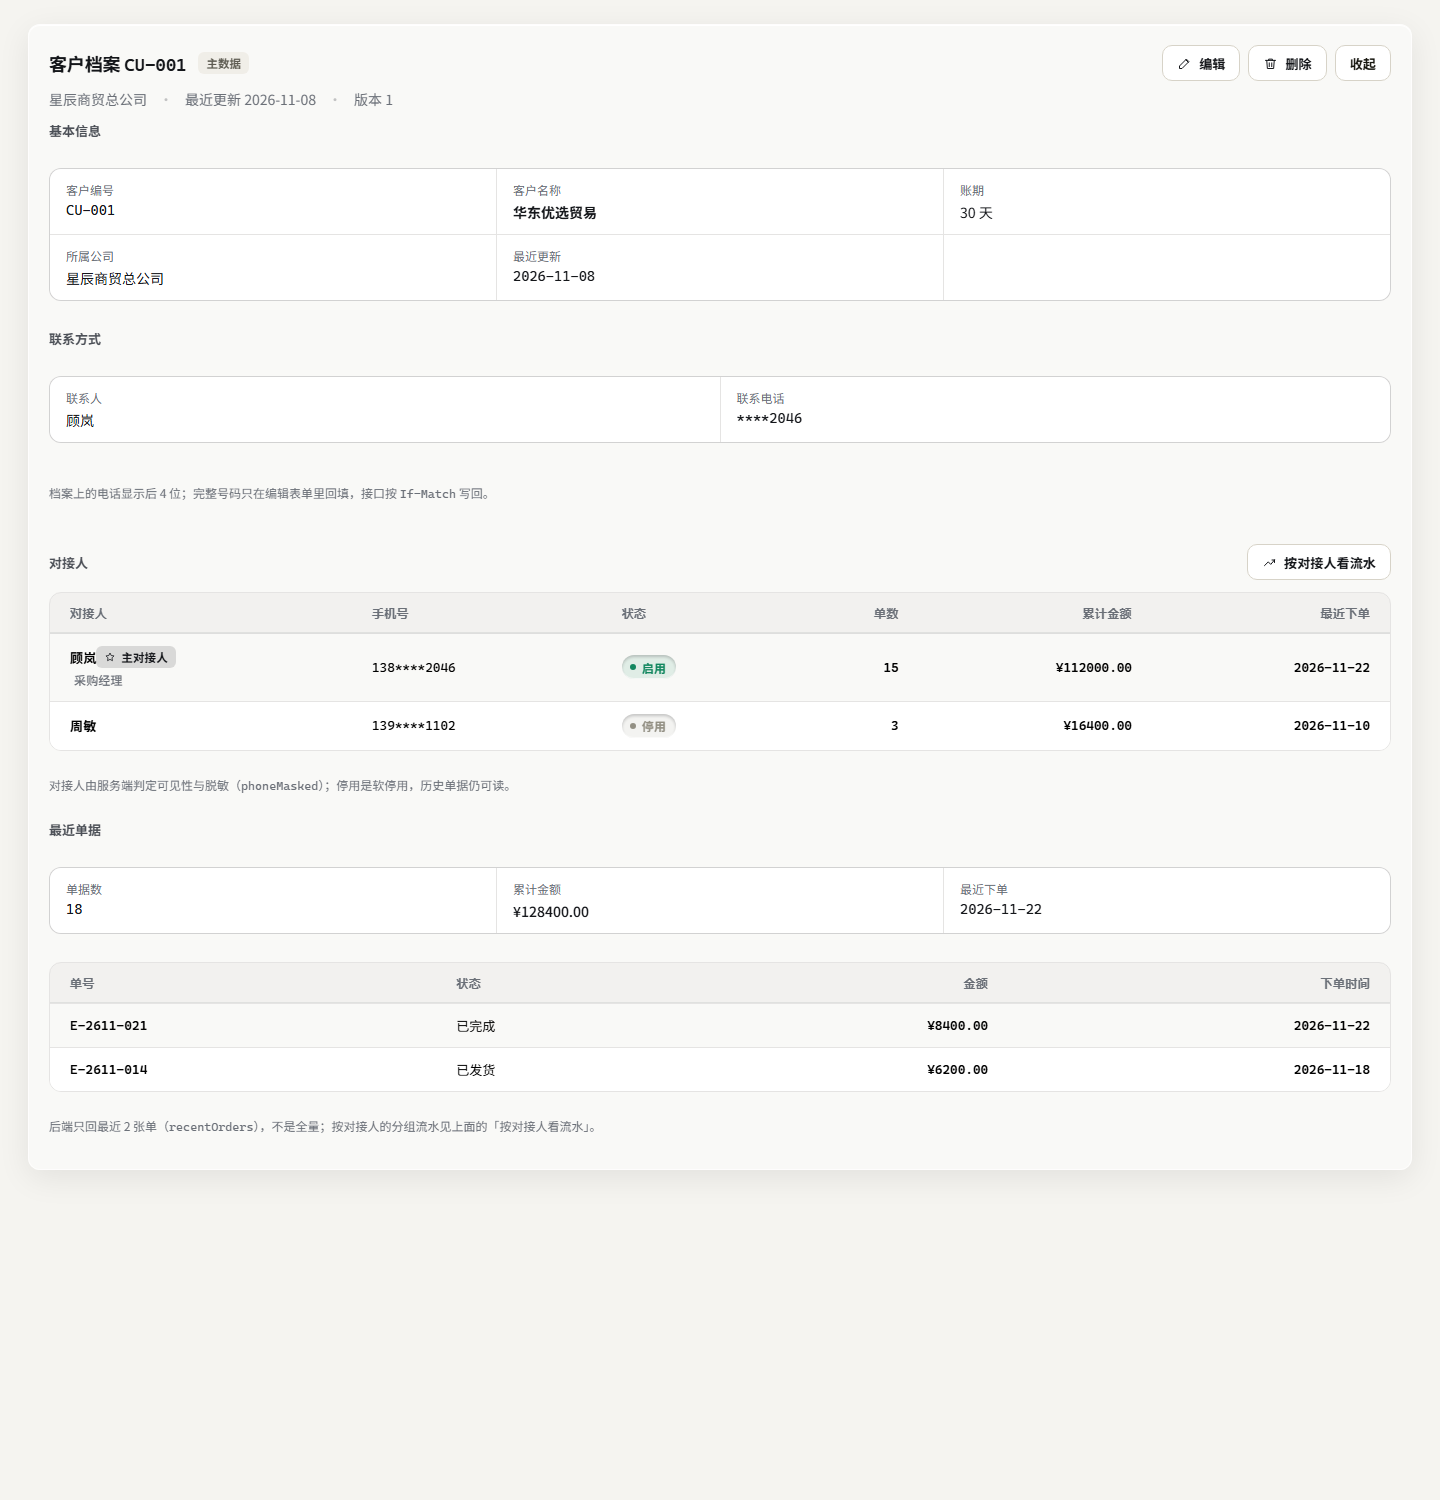 客户档案 CU-001 主数据 编辑 删除 收起
星辰商贸总公司 · 最近更新 2026-11-08 · 版本 1
基本信息
客户编号 客户名称 账期
CU-001 华东优选贸易 30 天
所属公司 最近更新
星辰商贸总公司 2026-11-08
联系方式
联系人 联系电话
顾岚 ****2046
档案上的电话显示后 4 位；完整号码只在编辑表单里回填，接口按 If-Match 写回。
对接人 按对接人看流水
对接人 手机号 状态 单数 累计金额 最近下单
顾岚 主对接人 138****2046 启用 15 ¥112000.00 2026-11-22
采购经理
周敏 139****1102 停用 3 ¥16400.00 2026-11-10
对接人由服务端判定可见性与脱敏（phoneMasked）；停用是软停用，历史单据仍可读。
最近单据
单据数 累计金额 最近下单
18 ¥128400.00 2026-11-22
单号 状态 金额 下单时间
E-2611-021 已完成 ¥8400.00 2026-11-22
E-2611-014 已发货 ¥6200.00 2026-11-18
后端只回最近 2 张单（recentOrders），不是全量；按对接人的分组流水见上面的「按对接人看流水」。